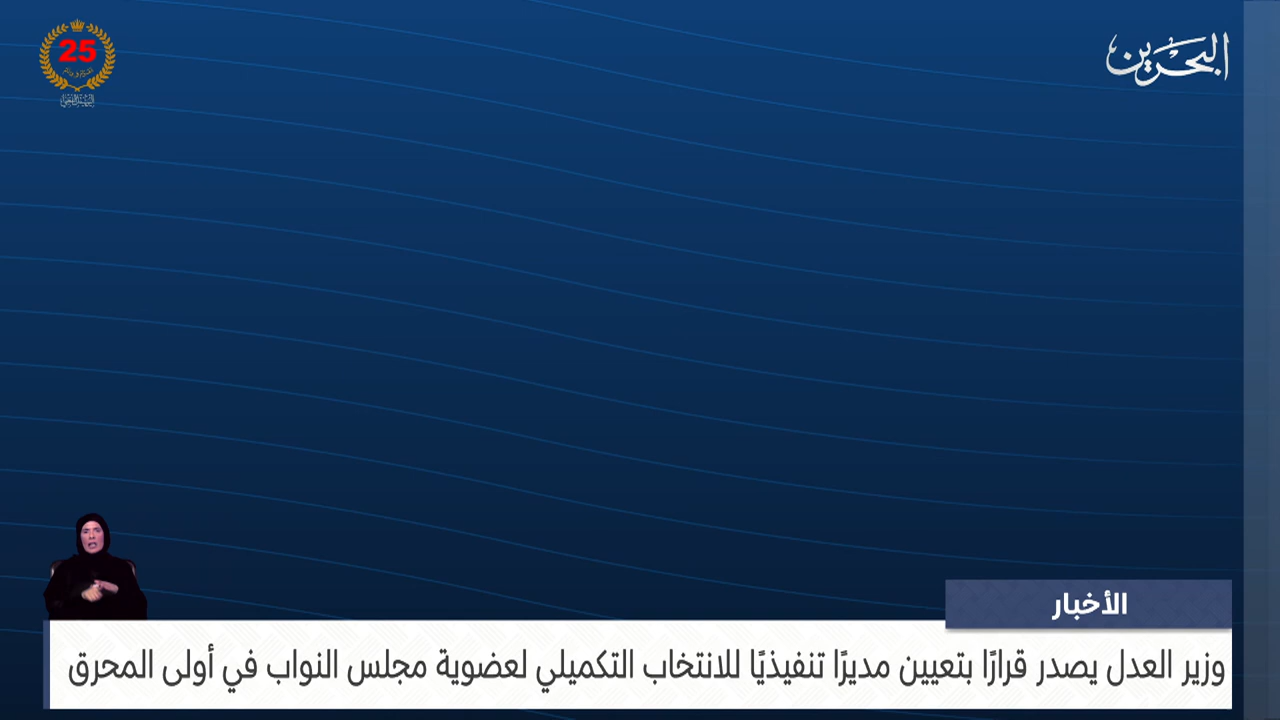 البحرين
25
الأخبار
وزير العدل يصدر قرارًا بتعيين مديرًا تنفيذيًا للانتخاب التكميلي لعضوية مجلس النواب في أولى المحرق